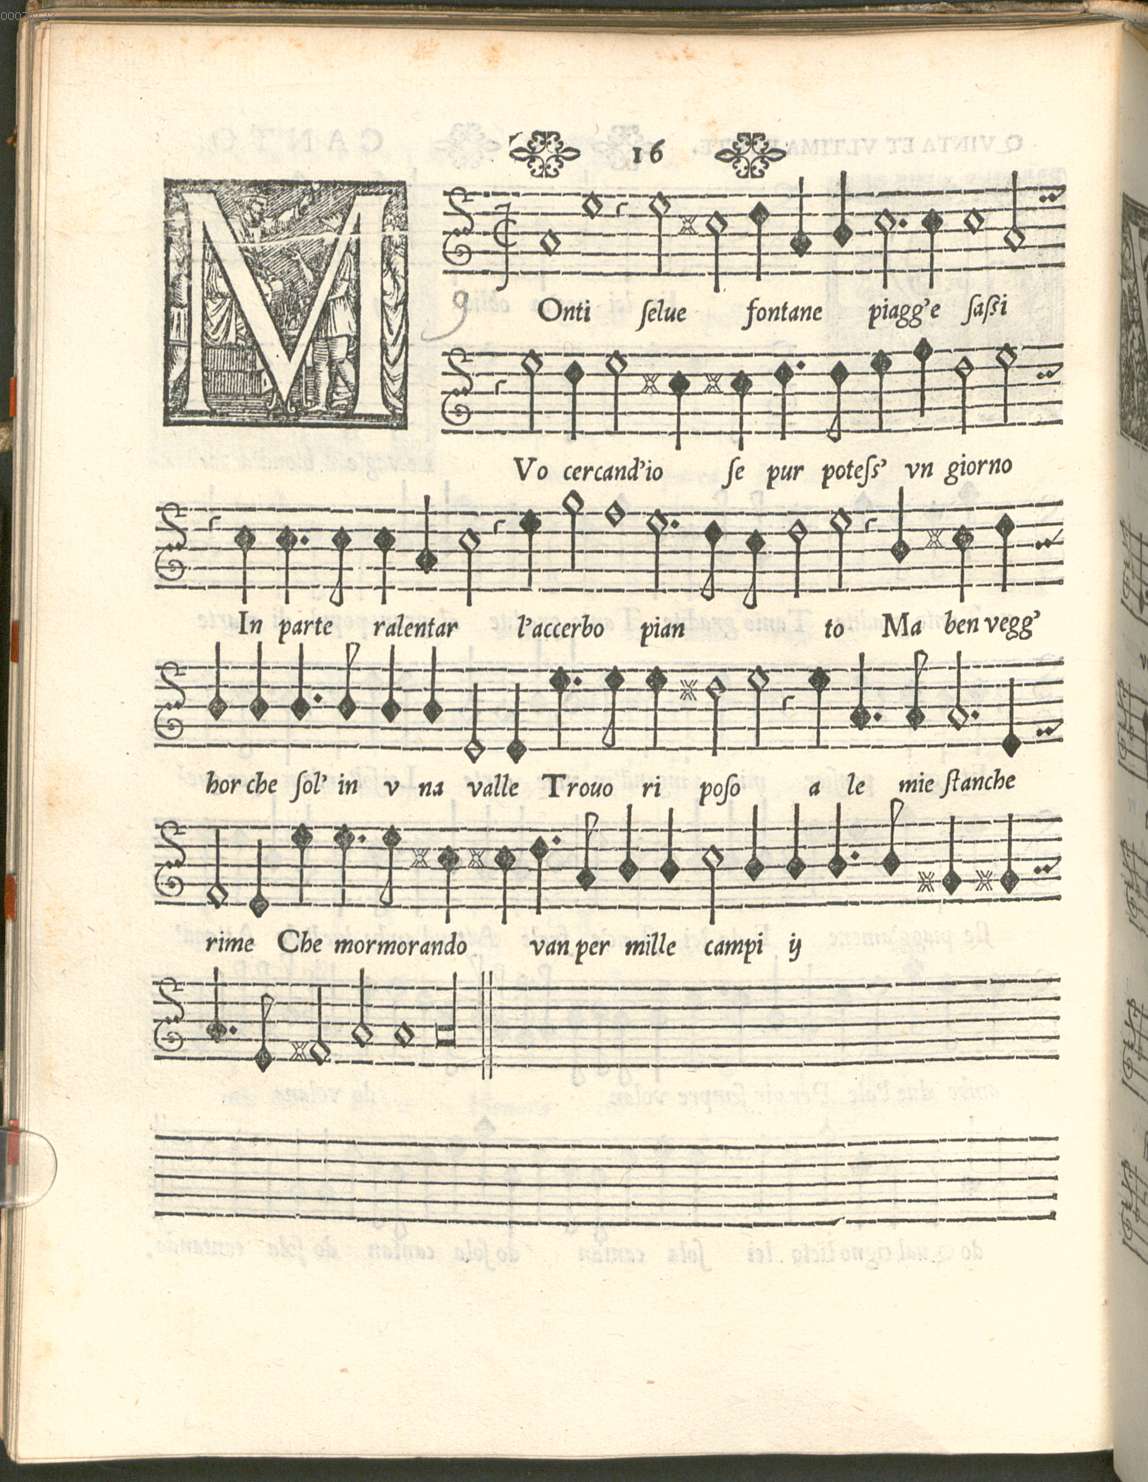 16
M
Onti ſelue fontane piagg'e ſaſſi
Vo cercand'io ſe pur poteſſ' vn giorno
In parte ralentar l'accerbo pian to Ma ben vegg'
hor che ſol' in v na valle Trouo ri poſo a le mie ſtanche
rime Che mormorando van per mille campi ij